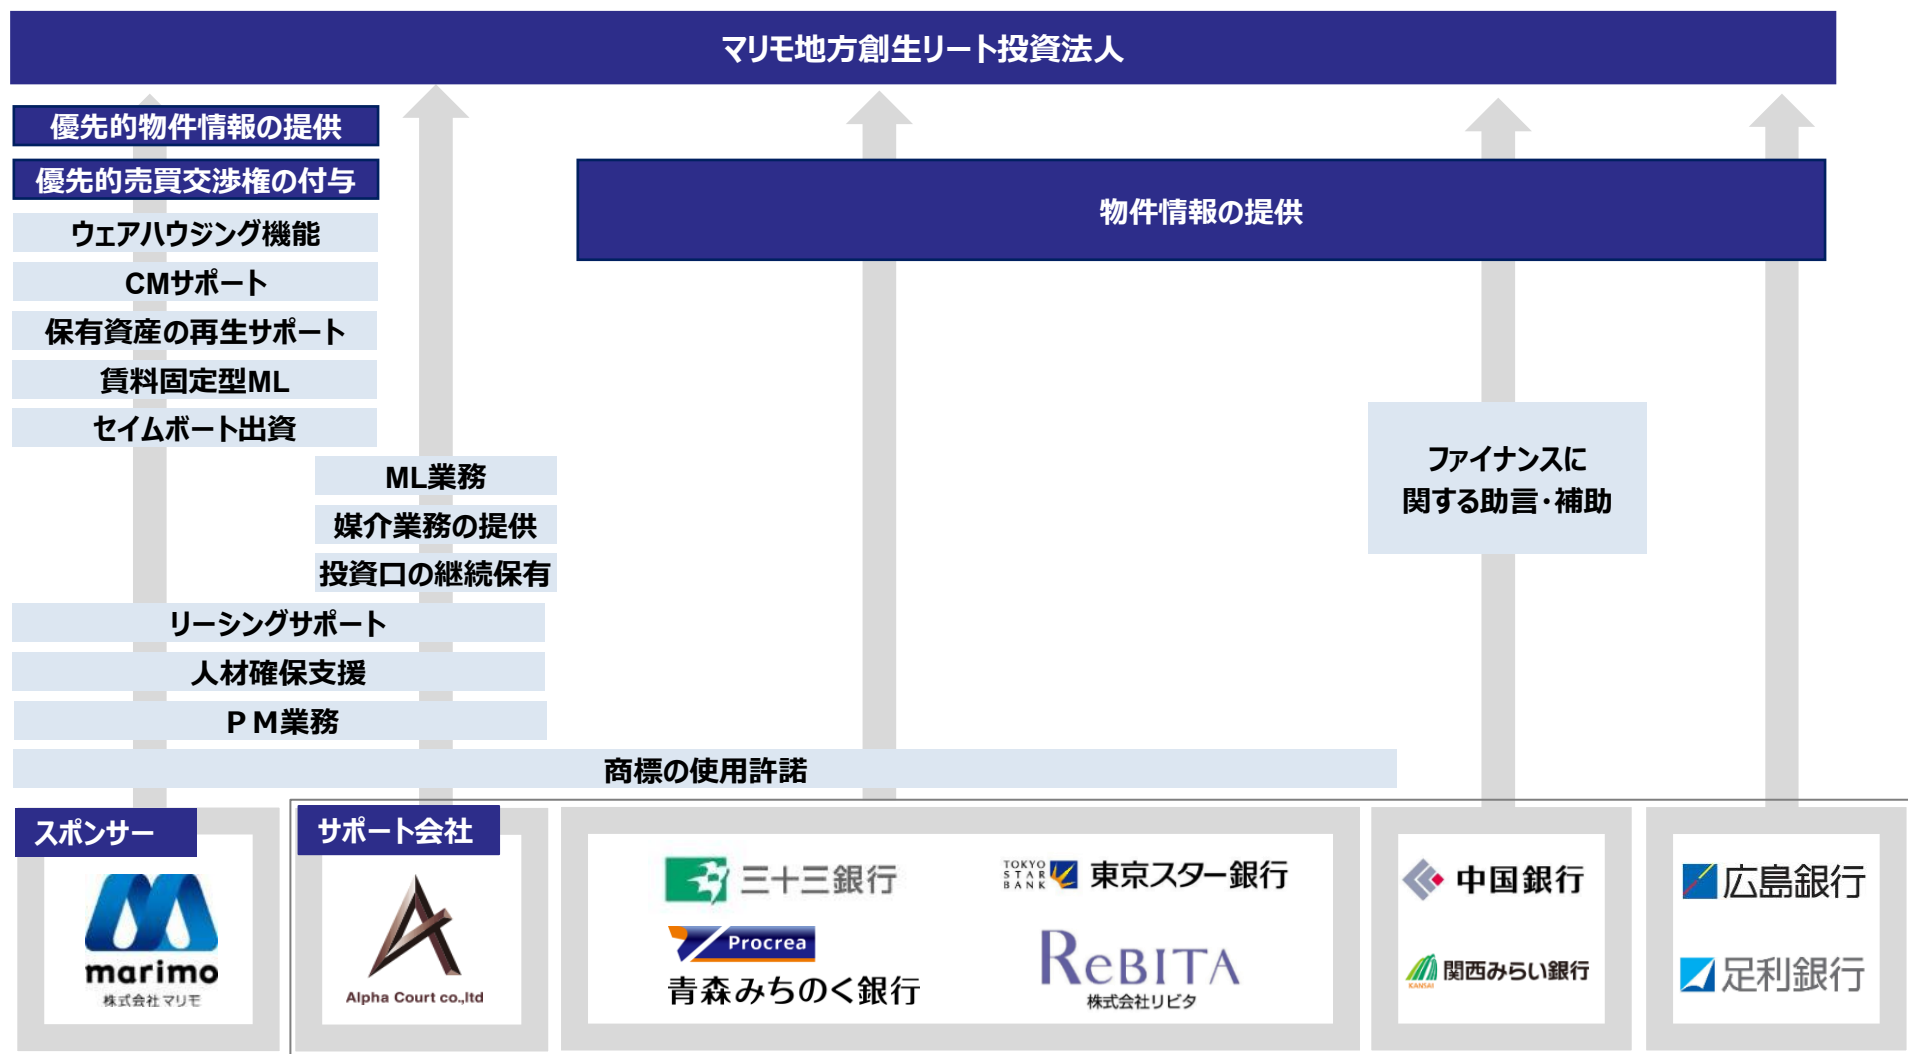 マリモ地方創生リート投資法人
優先的物件情報の提供
優先的売買交渉権の付与
ウェアハウジング機能
CMサポート
保有資産の再生サポート
賃料固定型ML
セイムボート出資
物件情報の提供
ML業務
媒介業務の提供
投資口の継続保有
ファイナンスに
関する助言・補助
リーシングサポート
人材確保支援
ＰＭ業務
商標の使用許諾
スポンサー
marimo
株式会社マリモ
サポート会社
Alpha Court co.,ltd
三十三銀行
TOKYO
STAR
BANK
東京スター銀行
Procrea
青森みちのく銀行
ReBITA
株式会社リビタ
中国銀行
KANSAI
関西みらい銀行
広島銀行
足利銀行